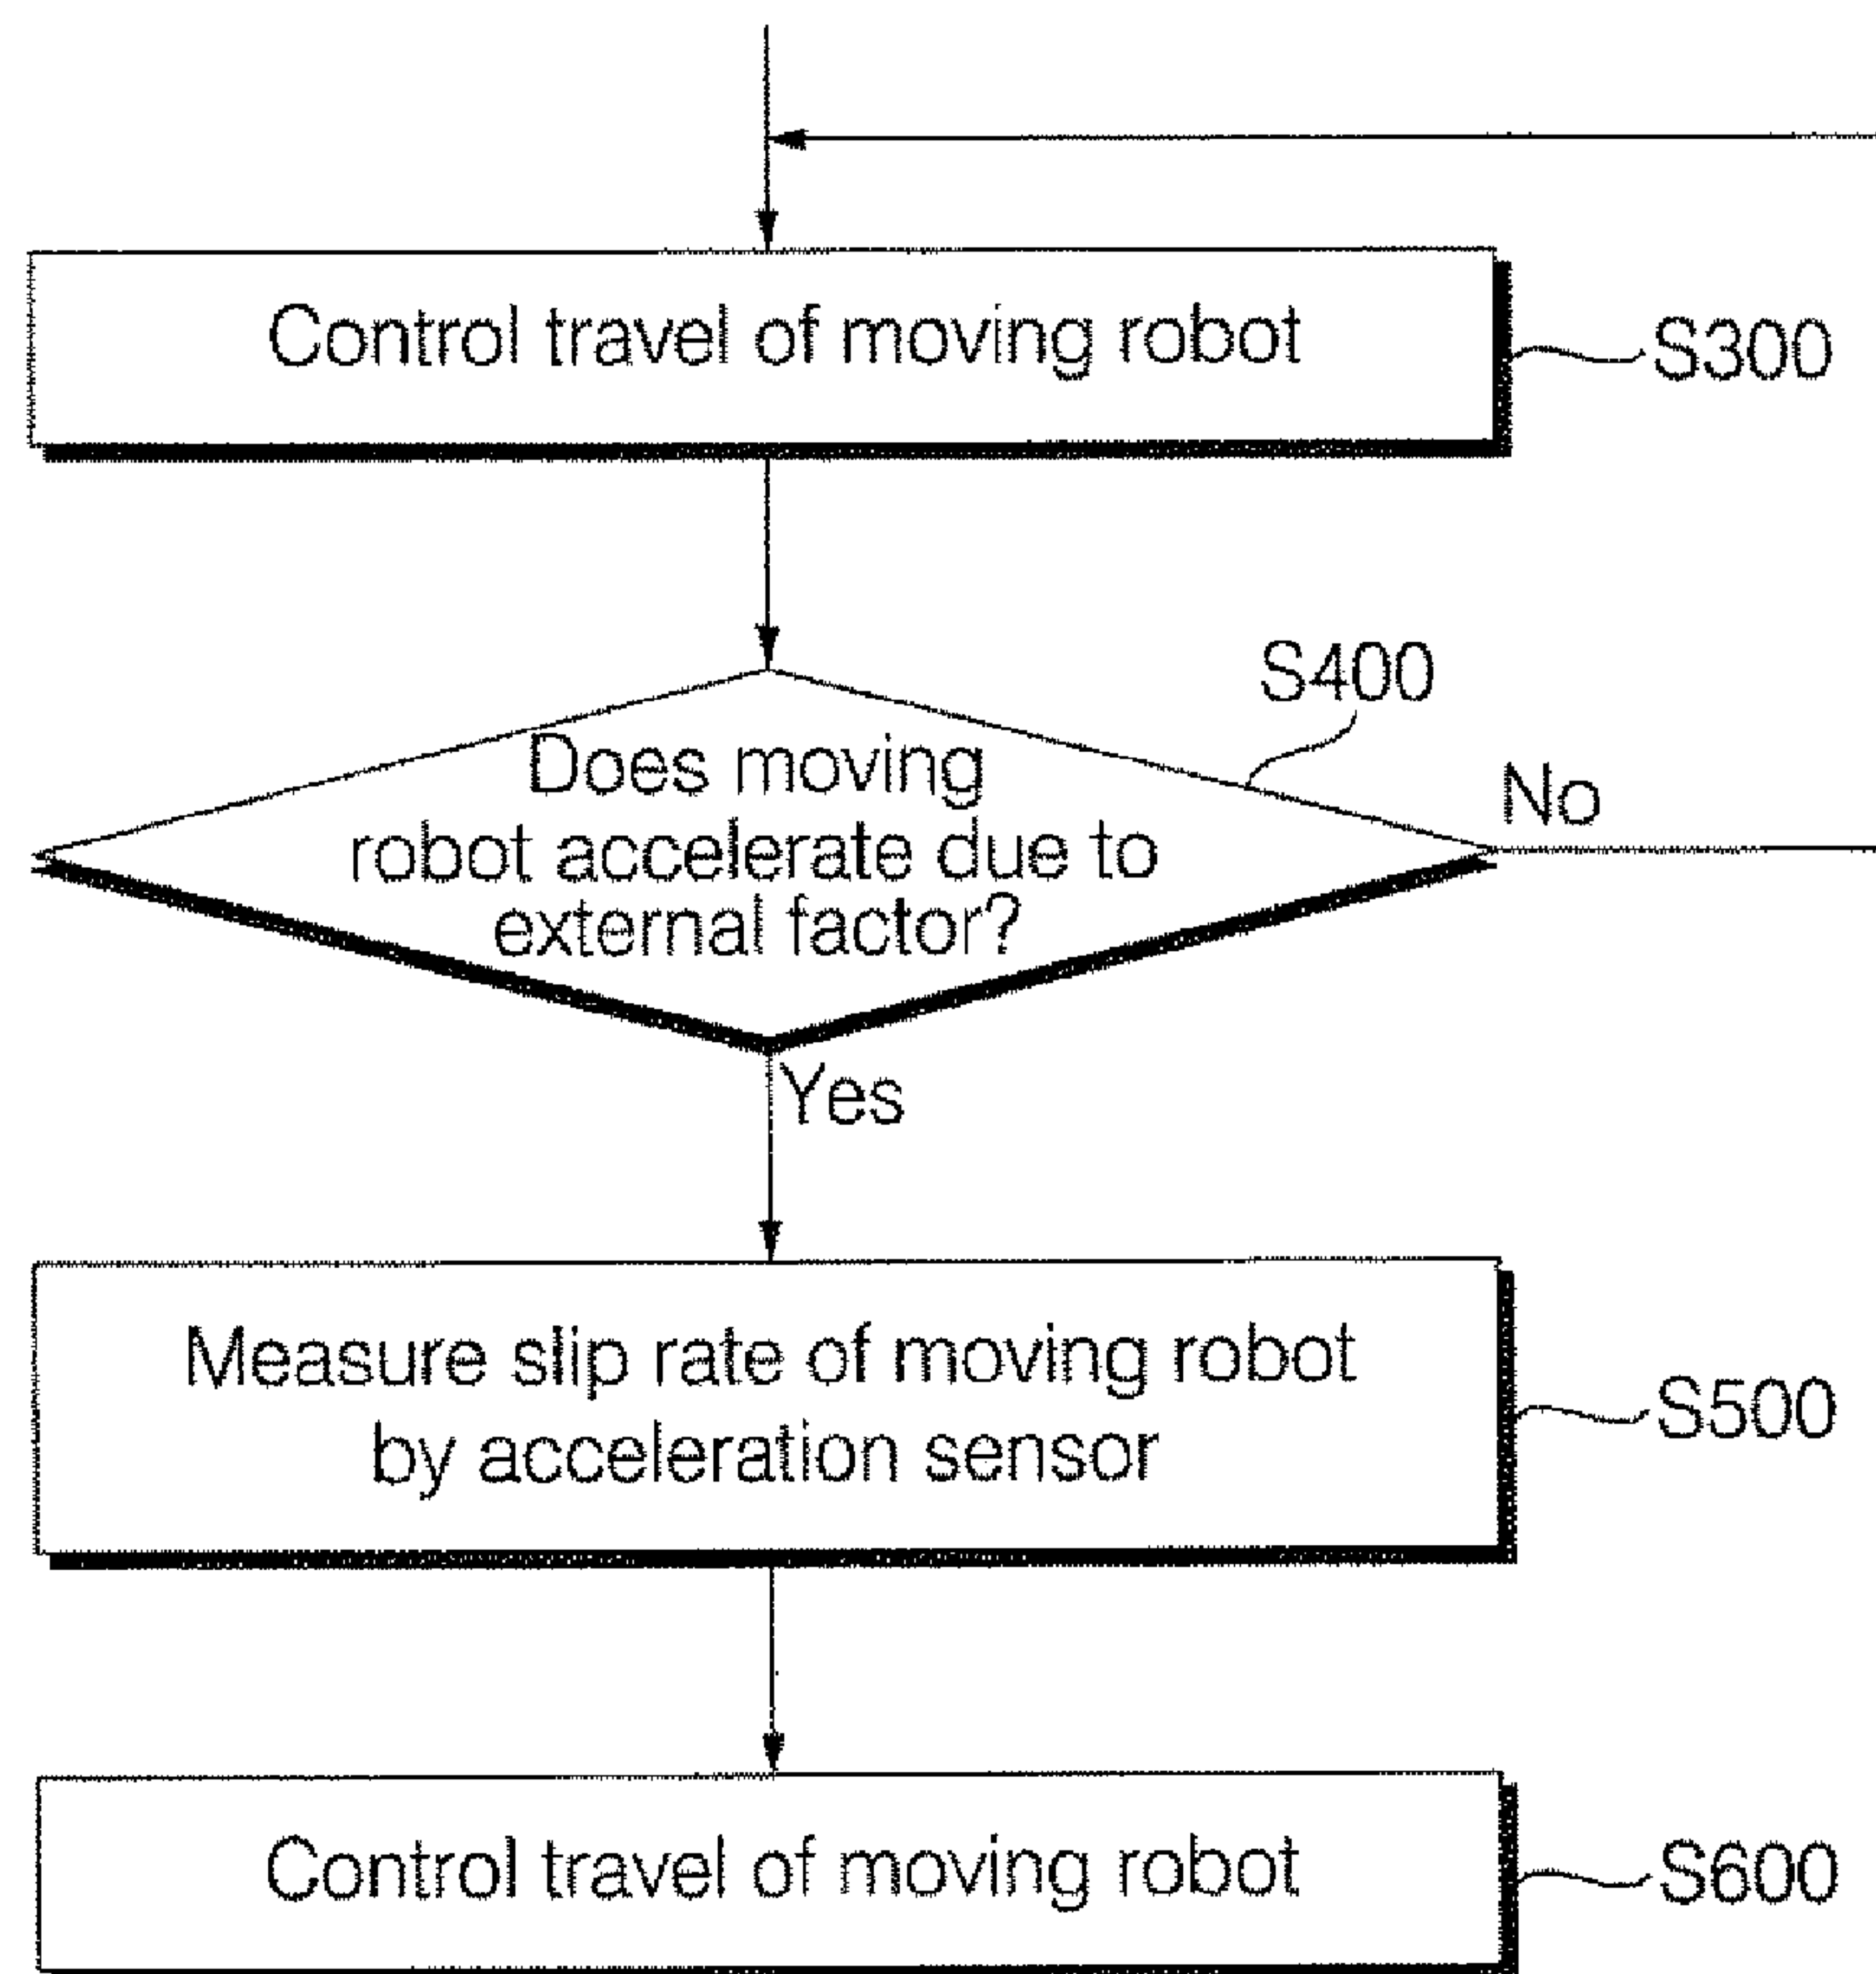 Control travel of moving robot
S300
S400
Does moving
robot accelerate due to
external factor?
No
Yes
Measure slip rate of moving robot
by acceleration sensor
S500
Control travel of moving robot
S600